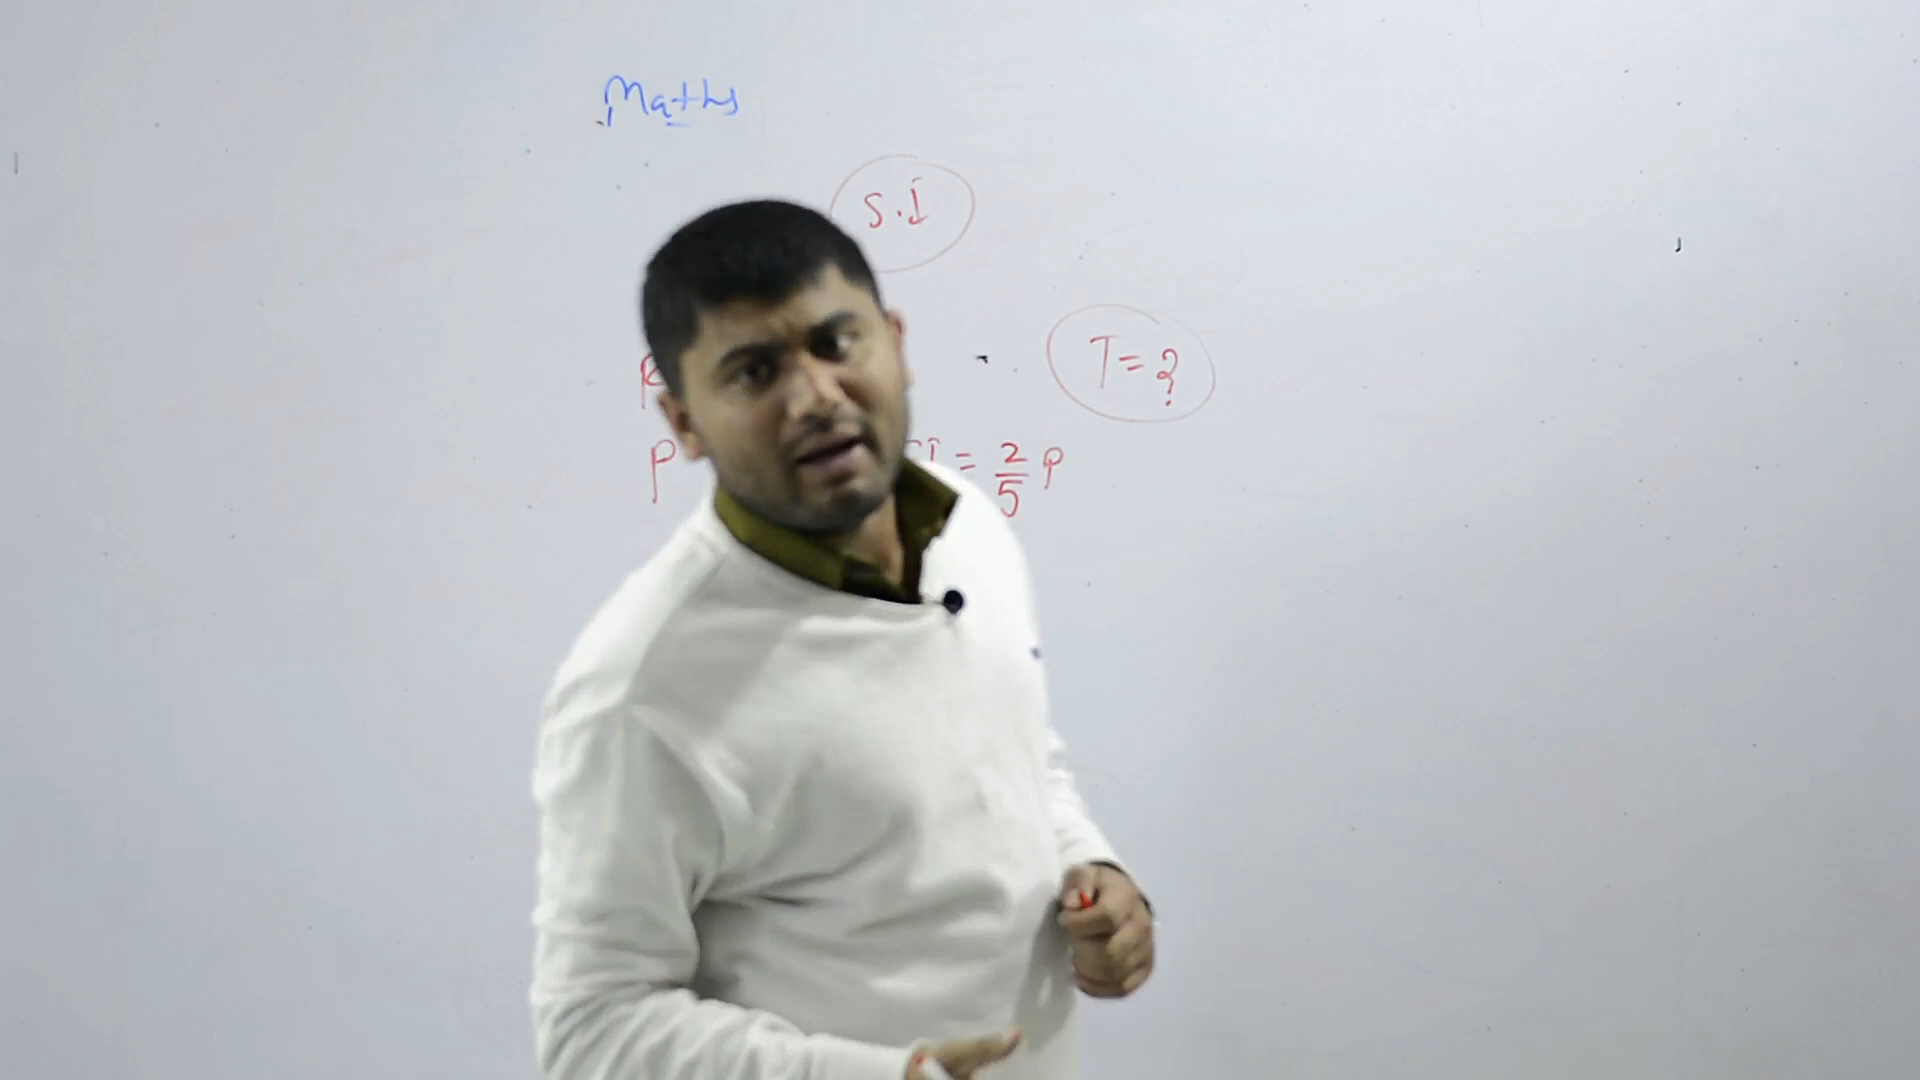 Maths
S.I
R T = ?
P I = 2/5 P